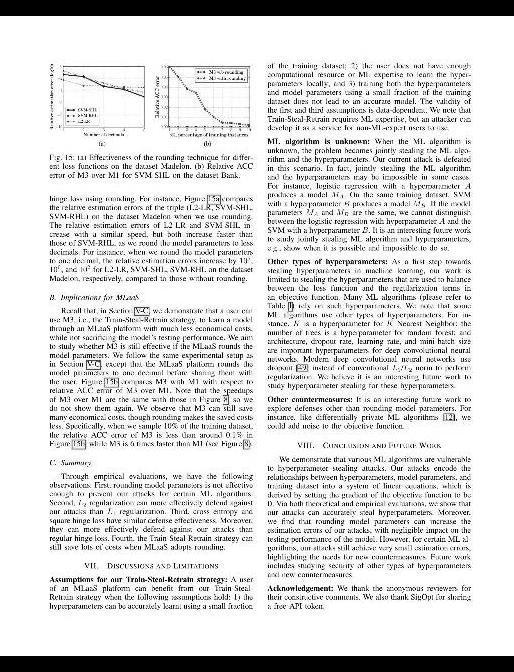 SVM-SHL
SVM-RHL
L2-LR
Number of decimals
(a)
M3 w/o rounding
M3 with rounding
Relative ACC error
(b)
Fig. 15: (a) Effectiveness of the rounding technique for differ-
ent loss functions on the dataset Madelon. (b) Relative ACC
error of M3 over M1 for SVM-SHL on the dataset Bank.
hinge loss using rounding. For instance, Figure 15a compares
the relative estimation errors of the triple (L2-LR, SVM-SHL,
SVM-RHL) on the dataset Madelon when we use rounding.
The relative estimation errors of L2-LR and SVM-SHL in-
crease with a similar speed, but both increase faster than
those of SVM-RHL, as we round the model parameters to less
decimals. For instance, when we round the model parameters
to one decimal, the relative estimation errors increase by
and for L2-LR, SVM-SHL, SVM-RHL on the dataset
Madelon, respectively, compared to those without rounding.
B. Implications for MLaaS
Recall that, in Section V-C, we demonstrate that a user can
use M3, i.e., the Train-Steal-Retrain strategy, to learn a model
through an MLaaS platform with much less economical costs,
while not sacrificing the model's testing performance. We aim
to study whether M3 is still effective if the MLaaS rounds the
model parameters. We follow the same experimental setup as
in Section V-C, except that the MLaaS platform rounds the
model parameters to one decimal before sharing them with
the user. Figure 15b compares M3 with M1 with respect to
relative ACC error of M3 over M1. Note that the speedups
of M3 over M1 are the same with those in Figure 8, so we
do not show them again. We observe that M3 can still save
many economical costs, though rounding makes the saved costs
less. Specifically, when we sample 10% of the training dataset,
the relative ACC error of M3 is less than around 0.1% in
Figure 15b, while M3 is 6 times faster than M1 (see Figure 8).
C. Summary
Through empirical evaluations, we have the following
observations. First, rounding model parameters is not effective
enough to prevent our attacks for certain ML algorithms.
Second, L₂ regularization can more effectively defend against
our attacks than L₁ regularization. Third, cross entropy and
square hinge loss have similar defense effectiveness. Moreover,
they can more effectively defend against our attacks than
regular hinge loss. Fourth, the Train-Steal-Retrain strategy can
still save lots of costs when MLaaS adopts rounding.
VII. DISCUSSIONS AND LIMITATIONS
Assumptions for our Train-Steal-Retrain strategy: A user
of an MLaaS platform can benefit from our Train-Steal-
Retrain strategy when the following assumptions hold: 1) the
hyperparameters can be accurately learnt using a small fraction
of the training dataset; 2) the user does not have enough
computational resource or ML expertise to learn the hyper-
parameters locally, and 3) training both the hyperparameters
and model parameters using a small fraction of the training
dataset does not lead to an accurate model. The validity of
the first and third assumptions is data-dependent. We note that
Train-Steal-Retrain requires ML expertise, but an attacker can
develop it as a service for non-ML-expert users to use.
ML algorithm is unknown: When the ML algorithm is
unknown, the problem becomes jointly stealing the ML algo-
rithm and the hyperparameters. Our current attack is defeated
in this scenario. In fact, jointly stealing the ML algorithm
and the hyperparameters may be impossible in some cases.
For instance, logistic regression with a hyperparameter A
produces a model M_A. On the same training dataset, SVM
with a hyperparameter B produces a model M_B. If the model
parameters M_A and M_B are the same, we cannot distinguish
between the logistic regression with hyperparameter A and the
SVM with a hyperparameter B. It is an interesting future work
to study jointly stealing ML algorithm and hyperparameters,
e.g., show when it is possible and impossible to do so.
Other types of hyperparameters: As a first step towards
stealing hyperparameters in machine learning, our work is
limited to stealing the hyperparameters that are used to balance
between the loss function and the regularization terms in
an objective function. Many ML algorithms (please refer to
Table I) rely on such hyperparameters. We note that some
ML algorithms use other types of hyperparameters. For in-
stance, K is a hyperparameter for K Nearest Neighbor; the
number of trees is a hyperparameter for random forest; and
architecture, dropout rate, learning rate, and mini-batch size
are important hyperparameters for deep convolutional neural
networks. Modern deep convolutional neural networks use
dropout [49] instead of conventional L₁/L₂ norm to perform
regularization. We believe it is an interesting future work to
study hyperparameter stealing for these hyperparameters.
Other countermeasures: It is an interesting future work to
explore defenses other than rounding model parameters. For
instance, like differentially private ML algorithms [12], we
could add noise to the objective function.
VIII. CONCLUSION AND FUTURE WORK
We demonstrate that various ML algorithms are vulnerable
to hyperparameter stealing attacks. Our attacks encode the
relationships between hyperparameters, model parameters, and
training dataset into a system of linear equations, which is
derived by setting the gradient of the objective function to be
0. Via both theoretical and empirical evaluations, we show that
our attacks can accurately steal hyperparameters. Moreover,
we find that rounding model parameters can increase the
estimation errors of our attacks, with negligible impact on the
testing performance of the model. However, for certain ML al-
gorithms, our attacks still achieve very small estimation errors,
highlighting the needs for new countermeasures. Future work
includes studying security of other types of hyperparameters
and new countermeasures.
Acknowledgement: We thank the anonymous reviewers for
their constructive comments. We also thank SigOpt for sharing
a free API token.